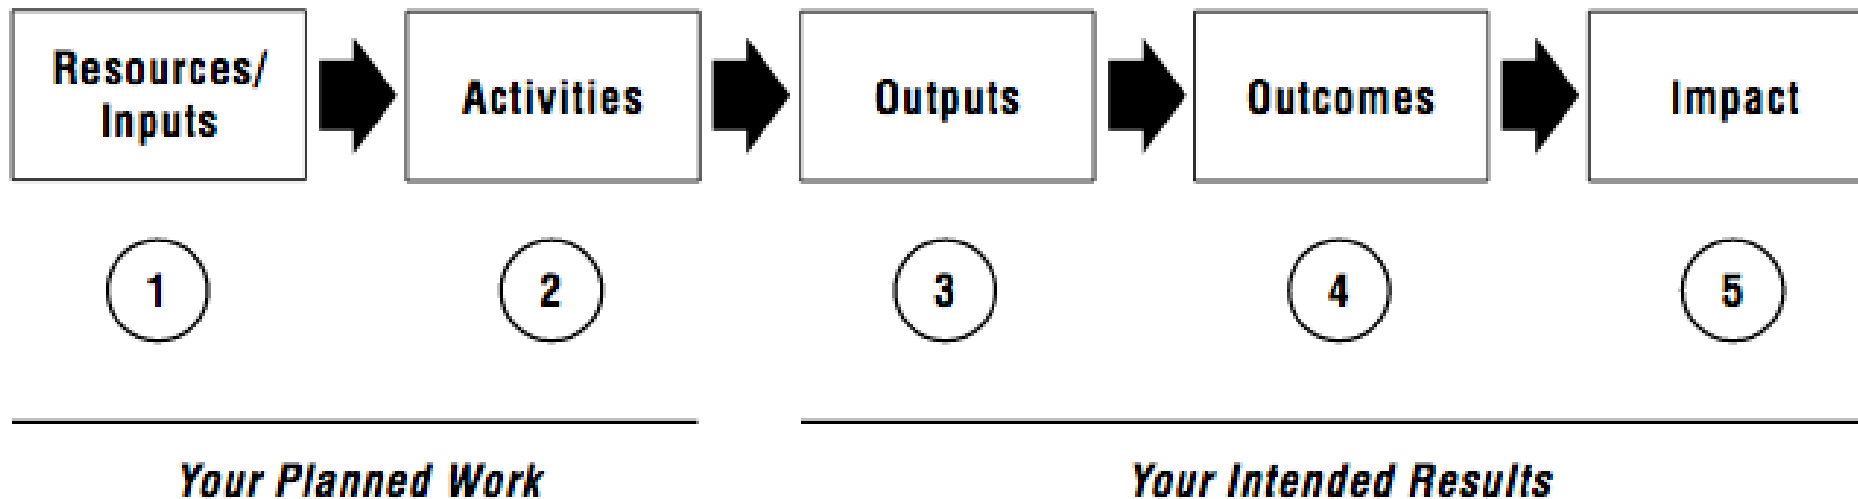 Resources/
Inputs
Activities
Outputs
Outcomes
Impact
1
2
3
4
5
Your Planned Work
Your Intended Results